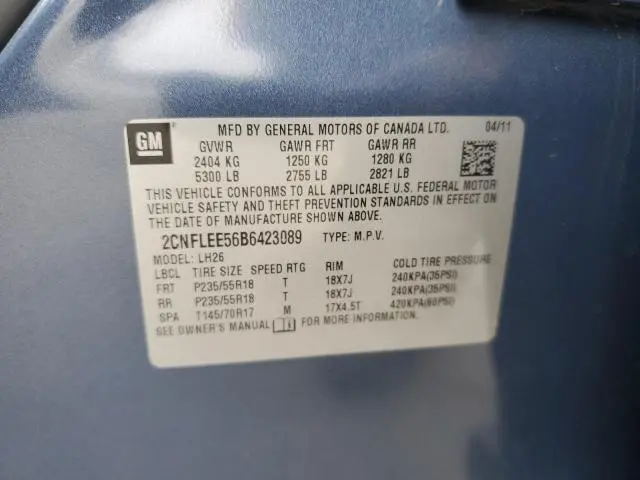 GM
MFD BY GENERAL MOTORS OF CANADA LTD. 04/11
GVWR GAWR FRT GAWR RR
2404 KG 1250 KG 1280 KG
5300 LB 2755 LB 2821 LB
THIS VEHICLE CONFORMS TO ALL APPLICABLE U.S. FEDERAL MOTOR
VEHICLE SAFETY AND THEFT PREVENTION STANDARDS IN EFFECT ON
THE DATE OF MANUFACTURE SHOWN ABOVE.
2CNFLEE56B6423089 TYPE: M.P.V.
MODEL: LH26
LBCL TIRE SIZE SPEED RTG RIM COLD TIRE PRESSURE
FRT P235/55R18 T 18X7J 240KPA(35PSI)
RR P235/55R18 T 18X7J 240KPA(35PSI)
SPA T145/70R17 M 17X4.5T 420KPA(60PSI)
SEE OWNER'S MANUAL FOR MORE INFORMATION.